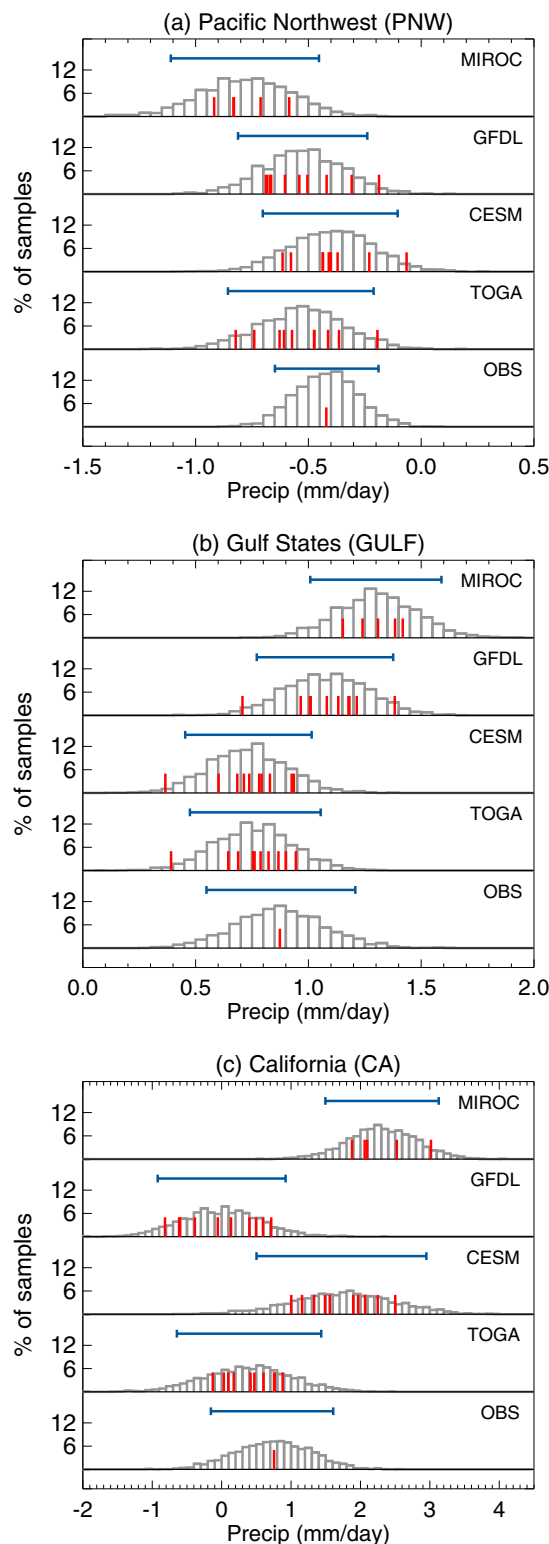 (a) Pacific Northwest (PNW)
MIROC
12
6
GFDL
12
6
CESM
12
6
TOGA
12
6
OBS
12
6
% of samples
-1.5 -1.0 -0.5 0.0 0.5
Precip (mm/day)
(b) Gulf States (GULF)
MIROC
12
6
GFDL
12
6
CESM
12
6
TOGA
12
6
OBS
12
6
% of samples
0.0 0.5 1.0 1.5 2.0
Precip (mm/day)
(c) California (CA)
MIROC
12
6
GFDL
12
6
CESM
12
6
TOGA
12
6
OBS
12
6
% of samples
-2 -1 0 1 2 3 4
Precip (mm/day)